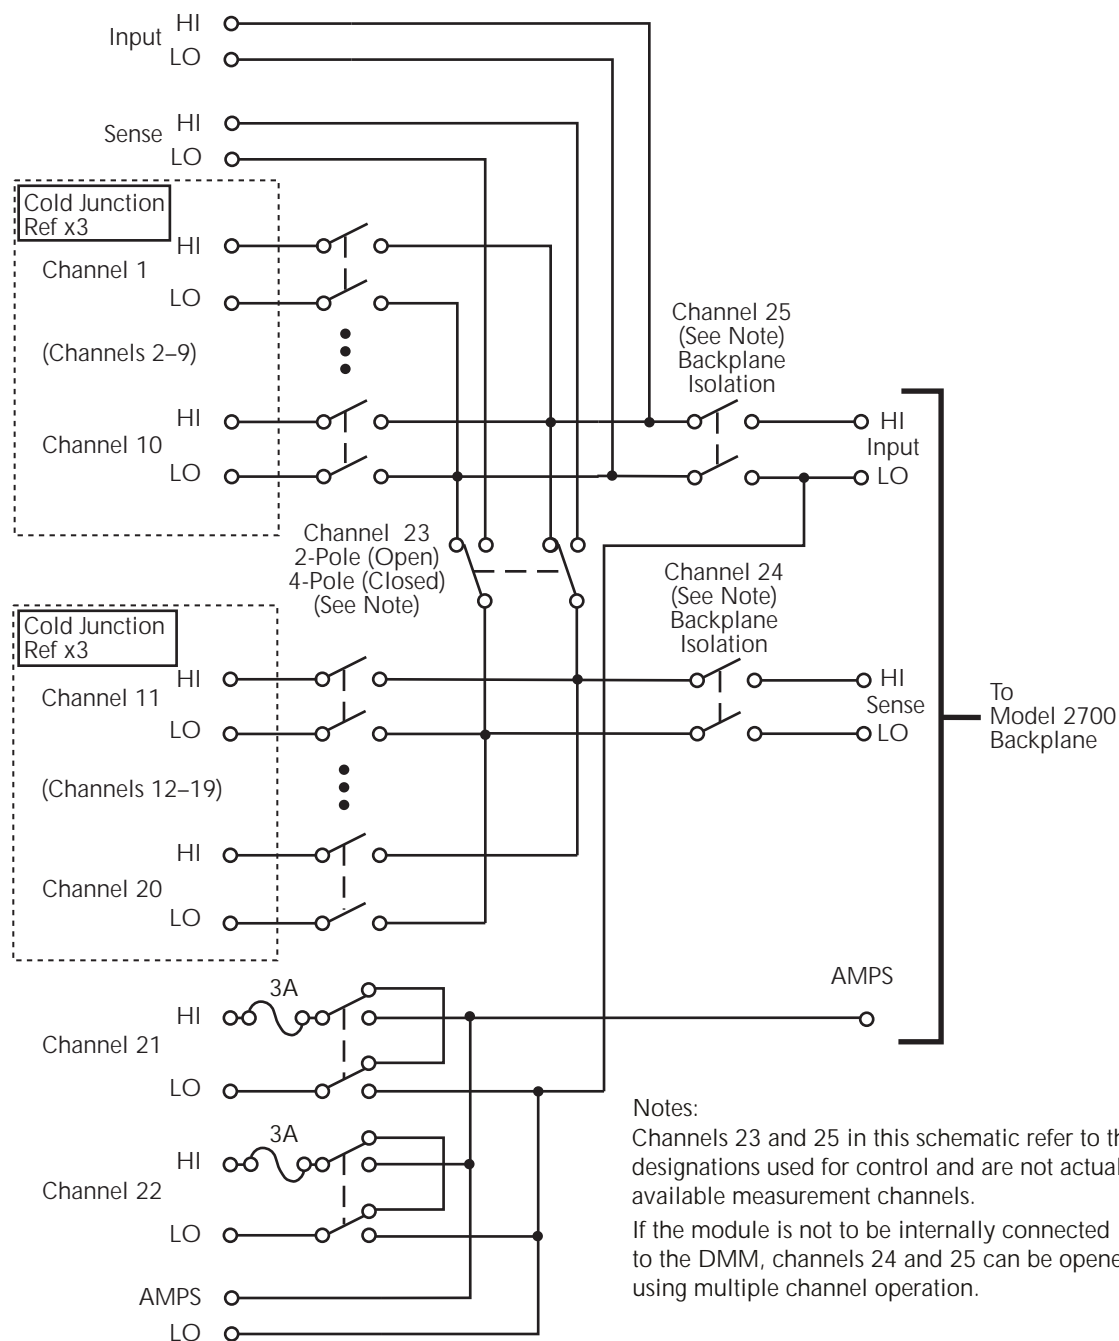 Input
HI
LO
Sense
HI
LO
Cold Junction
Ref x3
HI
Channel 1
LO
(Channels 2–9)
HI
Channel 10
LO
Channel 25
(See Note)
Backplane
Isolation
HI
Input
LO
Channel 23
2-Pole (Open)
4-Pole (Closed)
(See Note)
Channel 24
(See Note)
Backplane
Isolation
Cold Junction
Ref x3
HI
Channel 11
LO
HI
Sense
LO
To
Model 2700
Backplane
(Channels 12–19)
HI
Channel 20
LO
AMPS
3A
HI
Channel 21
LO
3A
HI
Channel 22
LO
AMPS
LO
Notes:
Channels 23 and 25 in this schematic refer to
designations used for control and are not
available measurement channels.
If the module is not to be internally connected
to the DMM, channels 24 and 25 can be
using multiple channel operation.